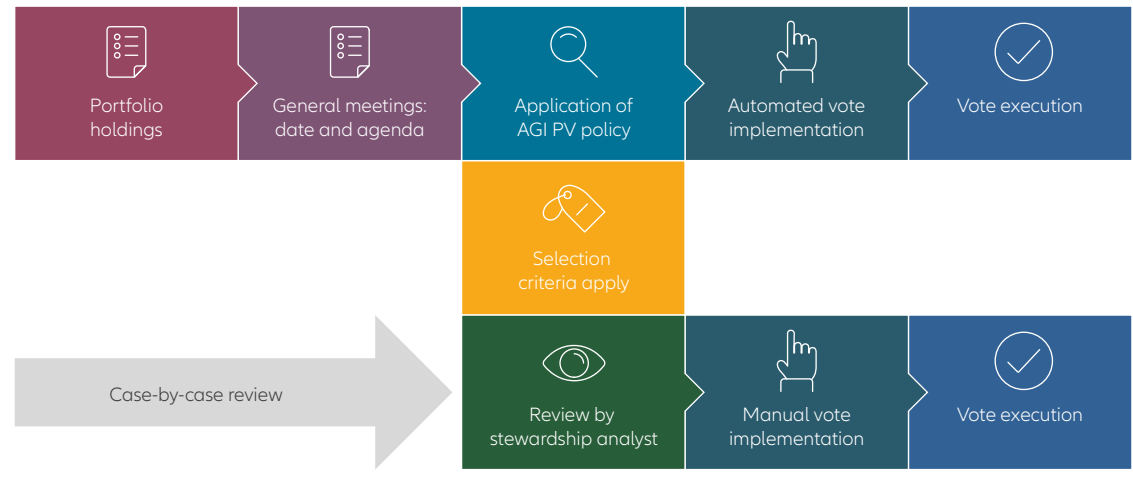 Portfolio
holdings
General meetings:
date and agenda
Application of
AGI PV policy
Automated vote
implementation
Vote execution
Selection
criteria apply
Case-by-case review
Review by
stewardship analyst
Manual vote
implementation
Vote execution